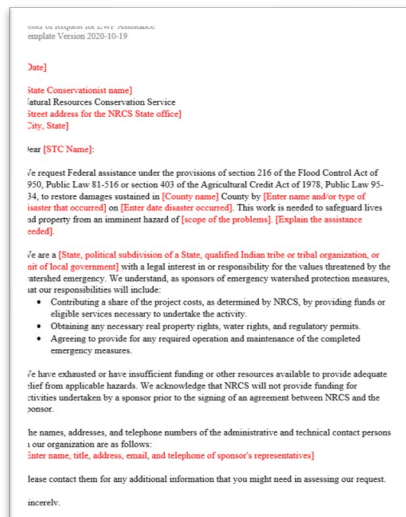 Letter of Request for EWP Assistance
emplate Version 2020-10-19
Date]
State Conservationist name]
atural Resources Conservation Service
Street address for the NRCS State office]
City, State]
ear [STC Name]:
e request Federal assistance under the provisions of section 216 of the Flood Control Act of
950, Public Law 81-516 or section 403 of the Agricultural Credit Act of 1978, Public Law 95-
34, to restore damages sustained in [County name] County by [Enter name and/or type of
isaster that occurred] on [Enter date disaster occurred]. This work is needed to safeguard lives
nd property from an imminent hazard of [scope of the problems]. [Explain the assistance
eeded].
e are a [State, political subdivision of a State, qualified Indian tribe or tribal organization, or
nit of local government] with a legal interest in or responsibility for the values threatened by the
atershed emergency. We understand, as sponsors of emergency watershed protection measures,
hat our responsibilities will include:
• Contributing a share of the project costs, as determined by NRCS, by providing funds or
eligible services necessary to undertake the activity.
• Obtaining any necessary real property rights, water rights, and regulatory permits.
• Agreeing to provide for any required operation and maintenance of the completed
emergency measures.
e have exhausted or have insufficient funding or other resources available to provide adequate
elief from applicable hazards. We acknowledge that NRCS will not provide funding for
ctivities undertaken by a sponsor prior to the signing of an agreement between NRCS and the
ponsor.
he names, addresses, and telephone numbers of the administrative and technical contact persons
n our organization are as follows:
Enter name, title, address, email, and telephone of sponsor's representatives]
lease contact them for any additional information that you might need in assessing our request.
incerely,